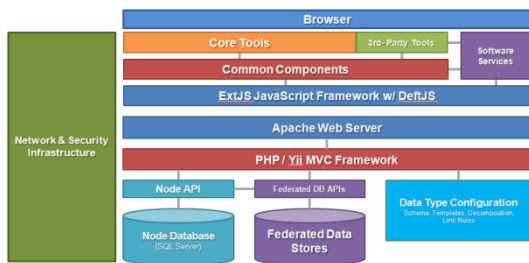 Browser
Core Tools
3rd-Party Tools
Software
Services
Common Components
ExtJS JavaScript Framework w/ DeftJS
Network & Security
Infrastructure
Apache Web Server
PHP / Yii MVC Framework
Node API
Federated DB APIs
Data Type Configuration
Schema, Templates, Decomposition,
Link Rules
Node Database
(SQL Server)
Federated Data
Stores